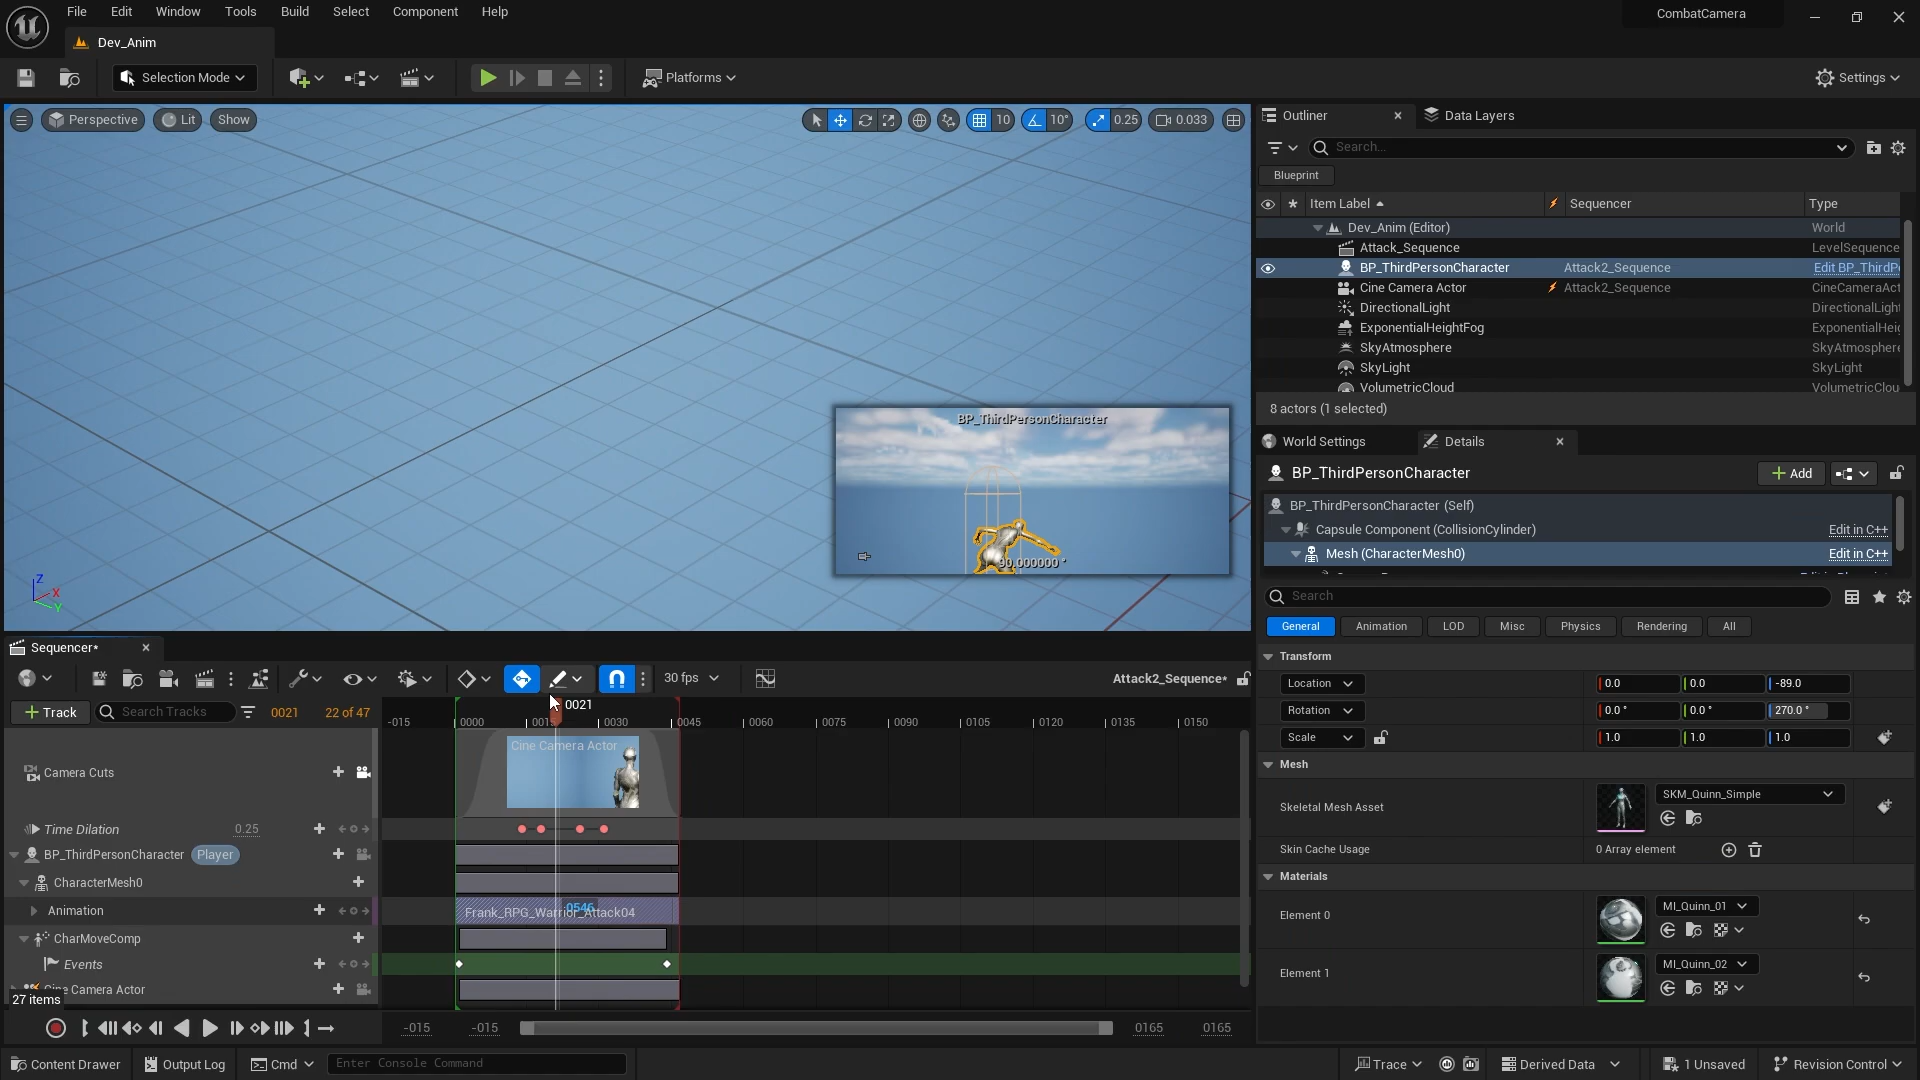 File Edit Window Tools Build Select Component Help
CombatCamera
Dev_Anim
Selection Mode
Platforms
Settings
Perspective Lit Show
10 10° 0.25 0.033
BP_ThirdPersonCharacter
90.000000 °
Z
X
Y
Outliner Data Layers
Search...
Blueprint
Item Label Sequencer Type
Dev_Anim (Editor) World
Attack_Sequence LevelSequence
BP_ThirdPersonCharacter Attack2_Sequence Edit BP_ThirdP
Cine Camera Actor Attack2_Sequence CineCameraAct
DirectionalLight DirectionalLight
ExponentialHeightFog ExponentialHeig
SkyAtmosphere SkyAtmosphere
SkyLight SkyLight
VolumetricCloud VolumetricClou
8 actors (1 selected)
World Settings Details
BP_ThirdPersonCharacter Add
BP_ThirdPersonCharacter (Self)
Capsule Component (CollisionCylinder) Edit in C++
Mesh (CharacterMesh0) Edit in C++
Search
General Animation LOD Misc Physics Rendering All
Transform
Location 0.0 0.0 -89.0
Rotation 0.0 ° 0.0 ° 270.0 °
Scale 1.0 1.0 1.0
Mesh
Skeletal Mesh Asset SKM_Quinn_Simple
Skin Cache Usage 0 Array element
Materials
Element 0 MI_Quinn_01
Element 1 MI_Quinn_02
Sequencer*
30 fps Attack2_Sequence*
Track Search Tracks 0021 22 of 47
0021
-015 0000 0015 0030 0045 0060 0075 0090 0105 0120 0135 0150
Cine Camera Actor
Camera Cuts
Time Dilation 0.25
BP_ThirdPersonCharacter Player
CharacterMesh0
Animation
0546
Frank_RPG_Warrior_Attack04
CharMoveComp
Events
Cine Camera Actor
27 items
-015 -015 0165 0165
Content Drawer Output Log Cmd Enter Console Command
Trace Derived Data 1 Unsaved Revision Control